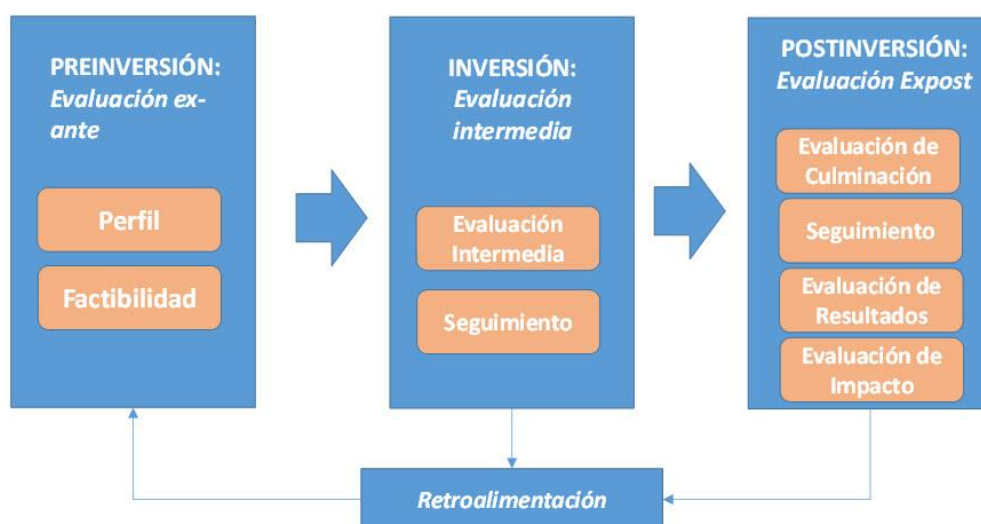 PREINVERSIÓN:
Evaluación ex-
ante
Perfil
Factibilidad
INVERSIÓN:
Evaluación
intermedia
Evaluación
Intermedia
Seguimiento
POSTINVERSIÓN:
Evaluación Expost
Evaluación de
Culminación
Seguimiento
Evaluación de
Resultados
Evaluación de
Impacto
Retroalimentación